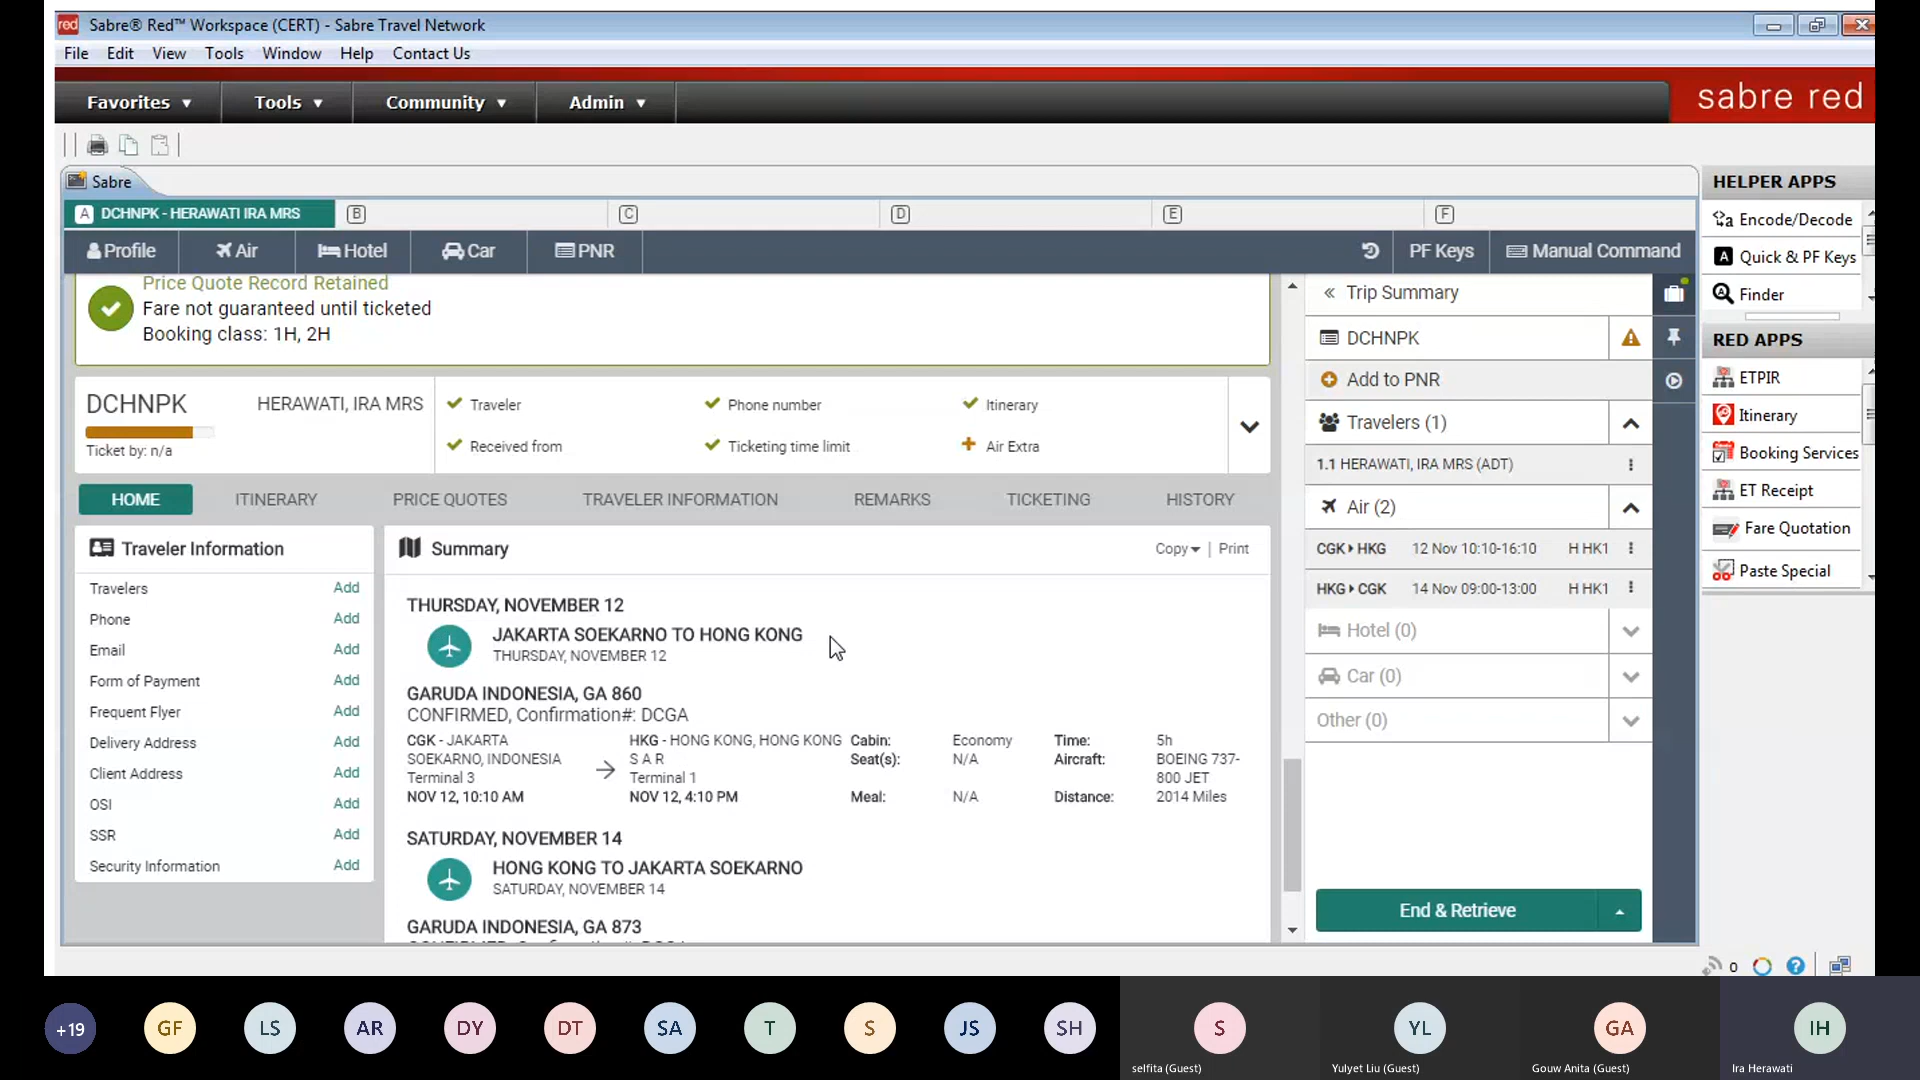 red Sabre® Red™ Workspace (CERT) - Sabre Travel Network
File Edit View Tools Window Help Contact Us
Favorites ▼ Tools ▼ Community ▼ Admin ▼ sabre red
Sabre
A DCHNPK - HERAWATI IRA MRS B C D E F
Profile Air Hotel Car PNR PF Keys Manual Command
Price Quote Record Retained
Fare not guaranteed until ticketed
Booking class: 1H, 2H
DCHNPK HERAWATI, IRA MRS
Ticket by: n/a
Traveler Phone number Itinerary
Received from Ticketing time limit Air Extra
HOME ITINERARY PRICE QUOTES TRAVELER INFORMATION REMARKS TICKETING HISTORY
Traveler Information
Travelers Add
Phone Add
Email Add
Form of Payment Add
Frequent Flyer Add
Delivery Address Add
Client Address Add
OSI Add
SSR Add
Security Information Add
Summary Copy | Print
THURSDAY, NOVEMBER 12
JAKARTA SOEKARNO TO HONG KONG
THURSDAY, NOVEMBER 12
GARUDA INDONESIA, GA 860
CONFIRMED, Confirmation#: DCGA
CGK - JAKARTA HKG - HONG KONG, HONG KONG Cabin: Economy Time: 5h
SOEKARNO, INDONESIA S A R Seat(s): N/A Aircraft: BOEING 737-
Terminal 3 Terminal 1 800 JET
NOV 12, 10:10 AM NOV 12, 4:10 PM Meal: N/A Distance: 2014 Miles
SATURDAY, NOVEMBER 14
HONG KONG TO JAKARTA SOEKARNO
SATURDAY, NOVEMBER 14
GARUDA INDONESIA, GA 873
« Trip Summary
DCHNPK
Add to PNR
Travelers (1)
1.1 HERAWATI, IRA MRS (ADT)
Air (2)
CGK HKG 12 Nov 10:10-16:10 H HK1
HKG CGK 14 Nov 09:00-13:00 H HK1
Hotel (0)
Car (0)
Other (0)
End & Retrieve
HELPER APPS
Encode/Decode
A Quick & PF Keys
Finder
RED APPS
ETPIR
Itinerary
Booking Services
ET Receipt
Fare Quotation
Paste Special
0
+19 GF LS AR DY DT SA T S JS SH S YL GA IH
selfita (Guest) Yulyet Liu (Guest) Gouw Anita (Guest) Ira Herawati